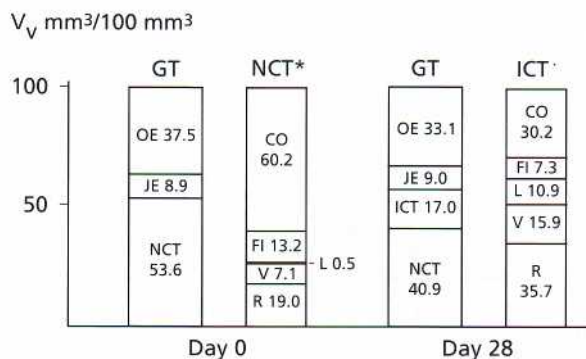 Vv mm³/100 mm³
GT NCT* GT ICT
100
50
OE 37.5
JE 8.9
NCT
53.6
CO
60.2
FI 13.2
L 0.5
V 7.1
R 19.0
OE 33.1
JE 9.0
ICT 17.0
NCT
40.9
CO
30.2
FI 7.3
L 10.9
V 15.9
R
35.7
Day 0 Day 28